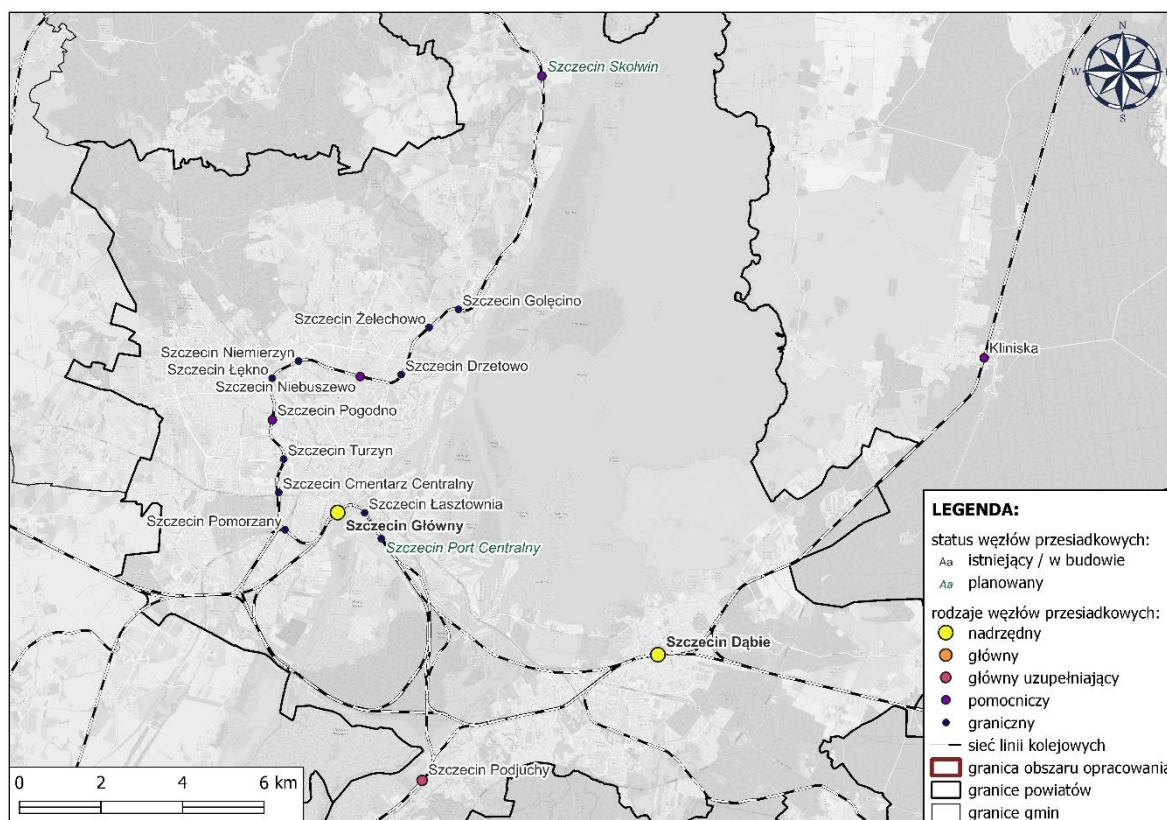 Szczecin Skolwin
N
W
S
Szczecin Golęcino
Szczecin Żelechowo
Szczecin Niemierzyn
Szczecin Łękno
Szczecin Niebuszewo
Szczecin Drzetowo
Kliniska
Szczecin Pogodno
Szczecin Turzyn
Szczecin Cmentarz Centralny
Szczecin Łasztownia
Szczecin Pomorzany
Szczecin Główny
Szczecin Port Centralny
Szczecin Dąbie
Szczecin Podjuchy
0 2 4 6 km
LEGENDA:
status węzłów przesiadkowych:
Aa istniejący / w budowie
Aa planowany
rodzaje węzłów przesiadkowych:
nadrzędny
główny
główny uzupełniający
pomocniczy
graniczny
sieć linii kolejowych
granica obszaru opracowania
granice powiatów
granice gmin